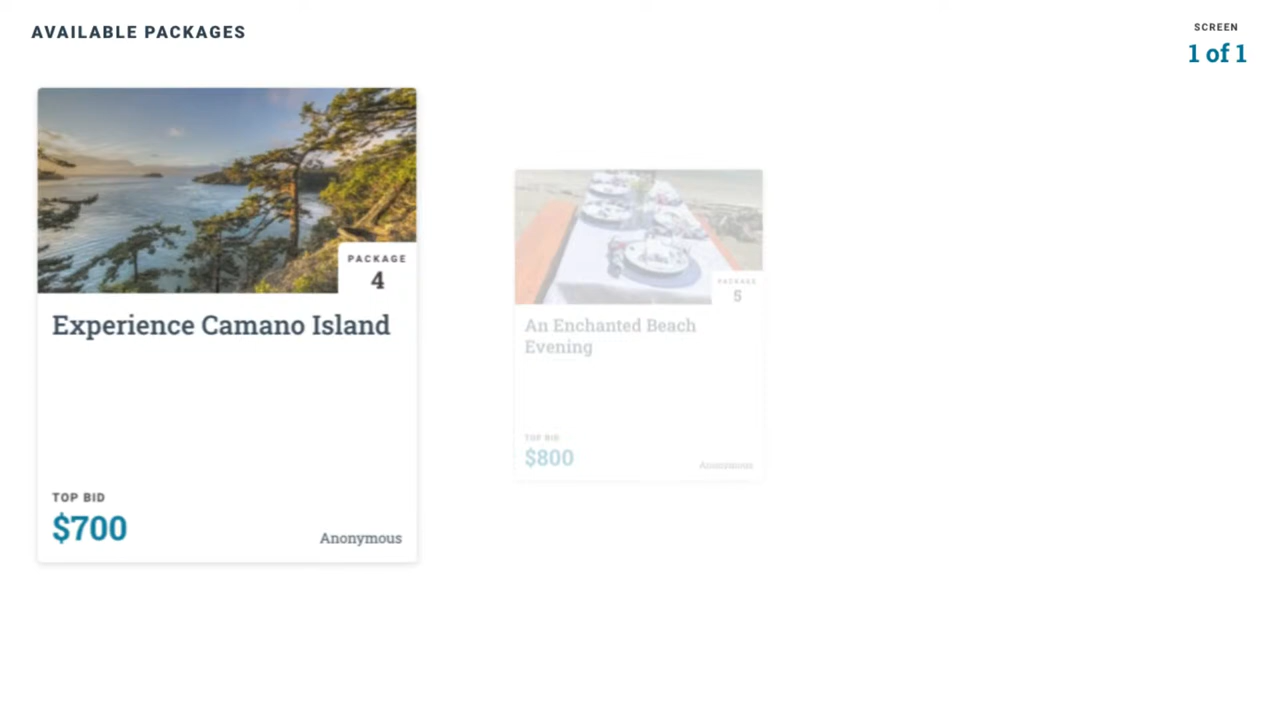 AVAILABLE PACKAGES
SCREEN
1 of 1
PACKAGE
4
Experience Camano Island
TOP BID
$700
Anonymous
PACKAGE
5
An Enchanted Beach
Evening
TOP BID
$800
Anonymous